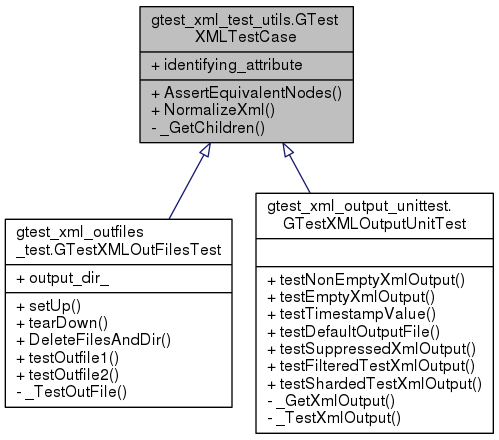 gtest_xml_test_utils.GTest
XMLTestCase
+ identifying_attribute
+ AssertEquivalentNodes()
+ NormalizeXml()
- _GetChildren()
gtest_xml_outfiles
_test.GTestXMLOutFilesTest
+ output_dir_
+ setUp()
+ tearDown()
+ DeleteFilesAndDir()
+ testOutfile1()
+ testOutfile2()
- _TestOutFile()
gtest_xml_output_unittest.
GTestXMLOutputUnitTest
+ testNonEmptyXmlOutput()
+ testEmptyXmlOutput()
+ testTimestampValue()
+ testDefaultOutputFile()
+ testSuppressedXmlOutput()
+ testFilteredTestXmlOutput()
+ testShardedTestXmlOutput()
- _GetXmlOutput()
- _TestXmlOutput()